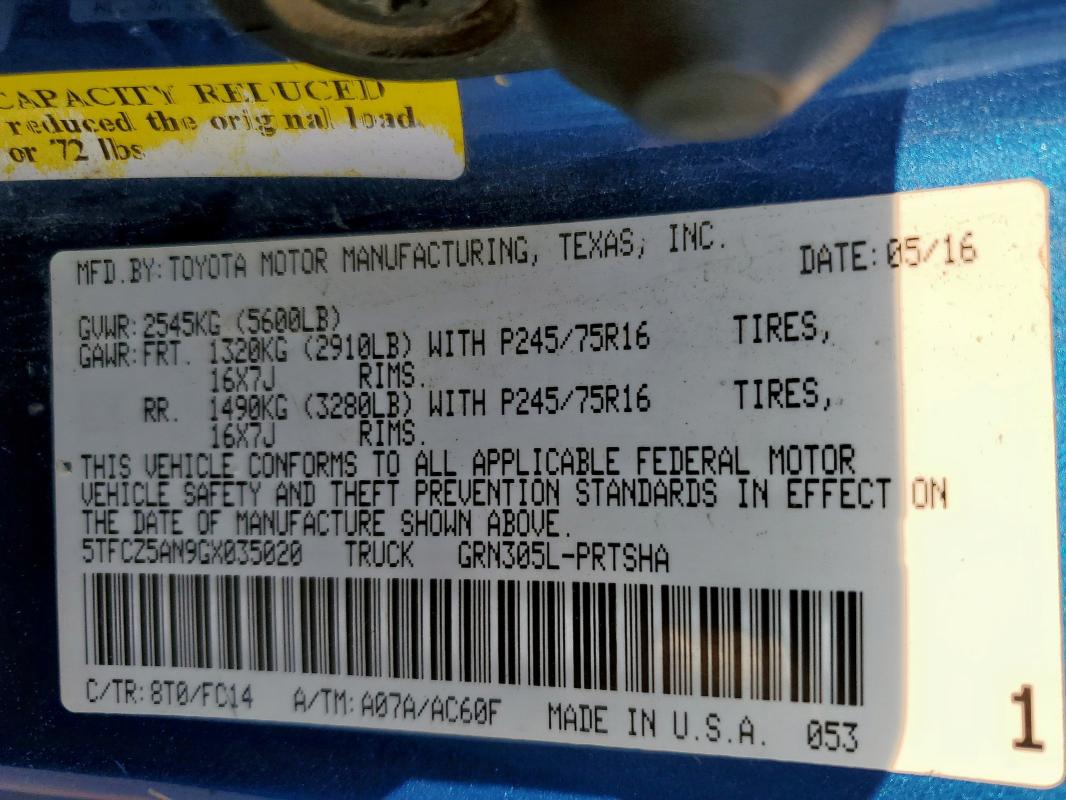 CAPACITY REDUCED
reduced the original load
or 72 lbs
MFD.BY: TOYOTA MOTOR MANUFACTURING, TEXAS, INC. DATE: 05/16
GVWR: 2545KG (5600LB)
GAWR: FRT. 1320KG (2910LB) WITH P245/75R16 TIRES,
16X7J RIMS.
RR. 1490KG (3280LB) WITH P245/75R16 TIRES,
16X7J RIMS.
THIS VEHICLE CONFORMS TO ALL APPLICABLE FEDERAL MOTOR
VEHICLE SAFETY AND THEFT PREVENTION STANDARDS IN EFFECT ON
THE DATE OF MANUFACTURE SHOWN ABOVE.
5TFCZ5AN9GX035020 TRUCK GRN305L-PRTSHA
C/TR: 8T0/FC14 A/TM: A07A/AC60F MADE IN U.S.A. 053
1